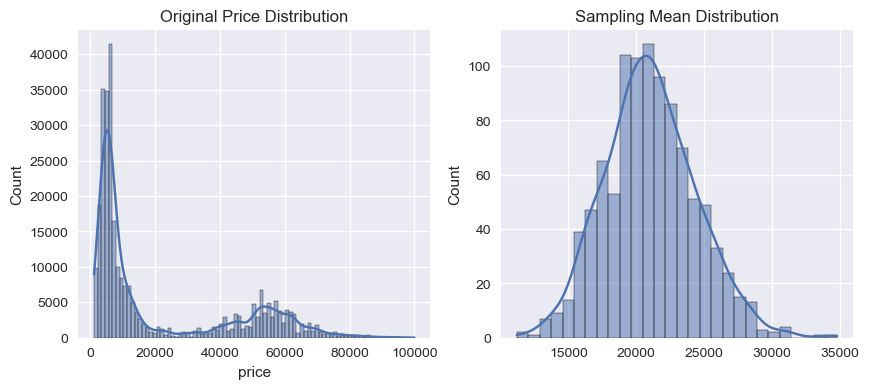 Original Price Distribution
Count
40000
35000
30000
25000
20000
15000
10000
5000
0
0 20000 40000 60000 80000 100000
price
Sampling Mean Distribution
Count
100
80
60
40
20
0
15000 20000 25000 30000 35000